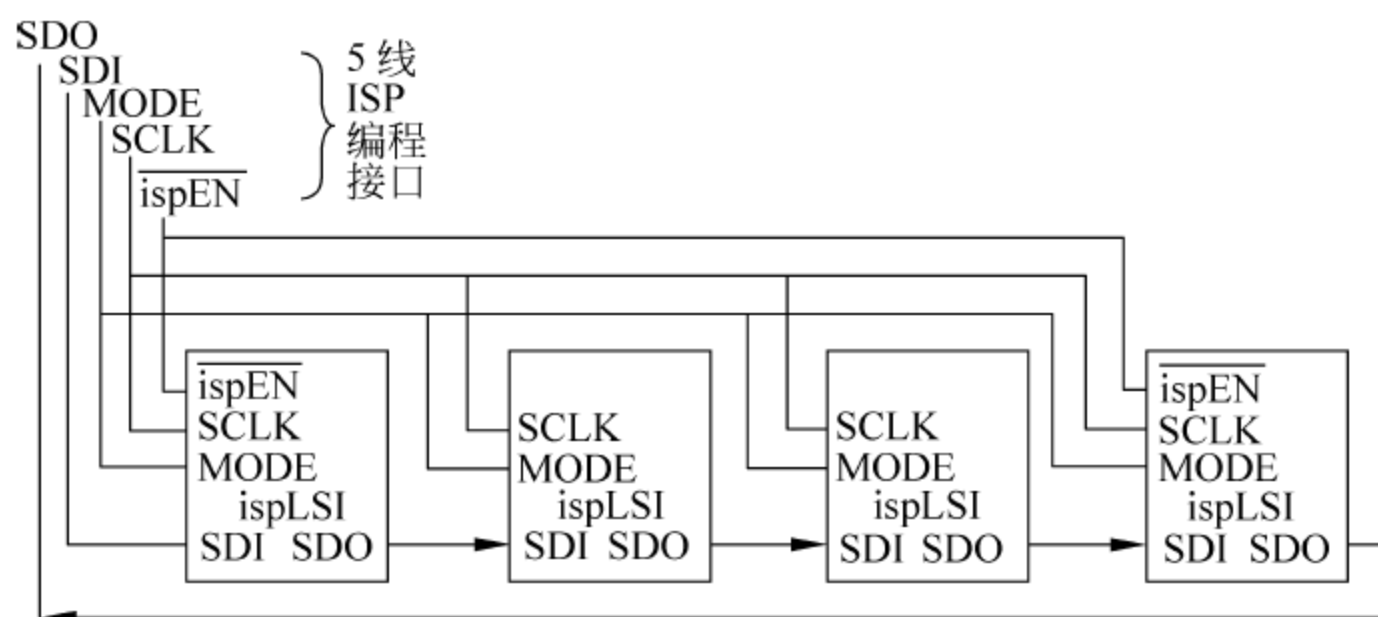 SDO
SDI
MODE
SCLK
ispEN
5 线
ISP
编程
接口
ispEN
SCLK
MODE
ispLSI
SDI SDO
SCLK
MODE
ispLSI
SDI SDO
SCLK
MODE
ispLSI
SDI SDO
ispEN
SCLK
MODE
ispLSI
SDI SDO